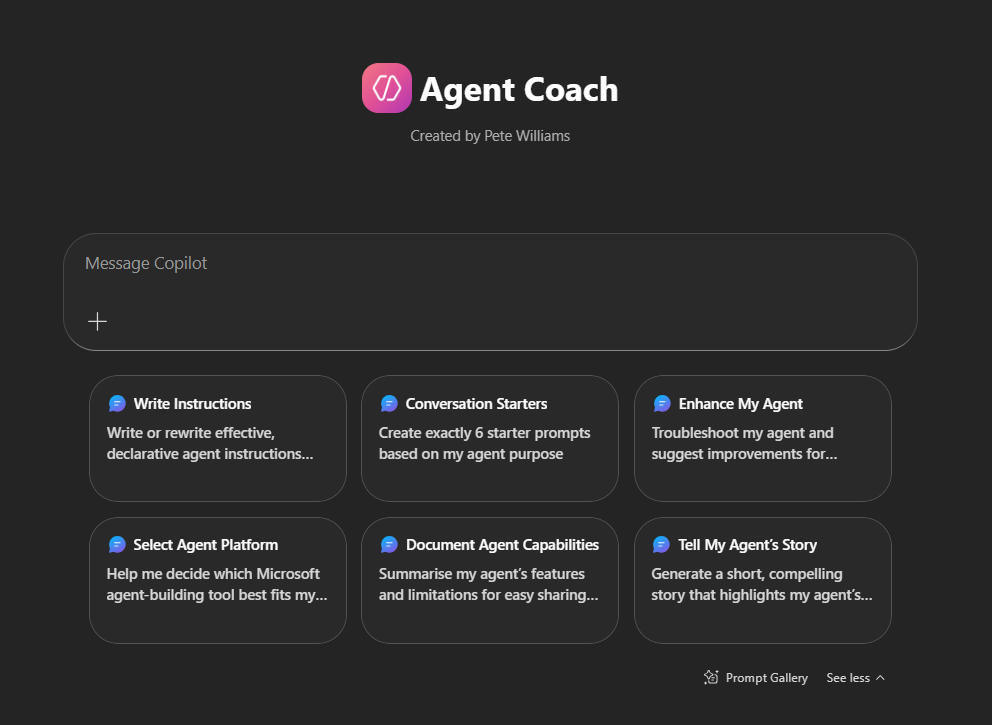 Agent Coach
Created by Pete Williams
Message Copilot
Write Instructions
Write or rewrite effective,
declarative agent instructions...
Conversation Starters
Create exactly 6 starter prompts
based on my agent purpose
Enhance My Agent
Troubleshoot my agent and
suggest improvements for...
Select Agent Platform
Help me decide which Microsoft
agent-building tool best fits my...
Document Agent Capabilities
Summarise my agent’s features
and limitations for easy sharing...
Tell My Agent’s Story
Generate a short, compelling
story that highlights my agent’s...
Prompt Gallery
See less